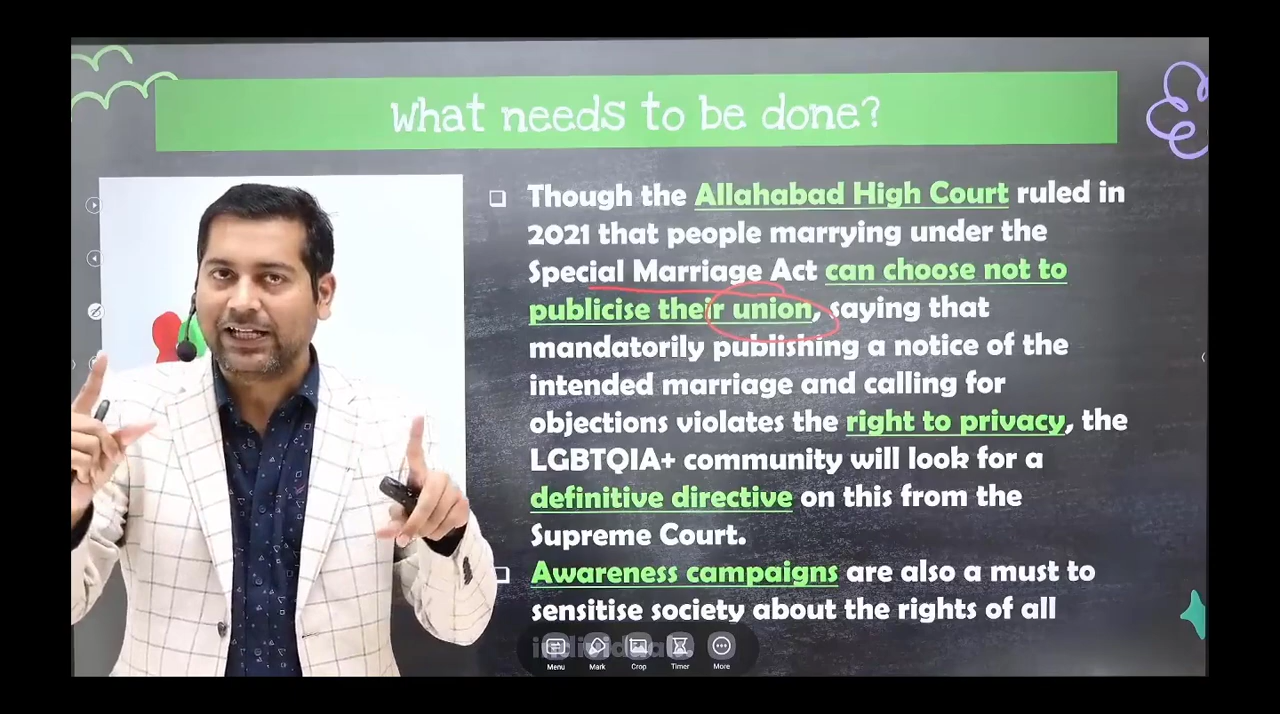 What needs to be done?
Though the Allahabad High Court ruled in
2021 that people marrying under the
Special Marriage Act can choose not to
publicise their union, saying that
mandatorily publishing a notice of the
intended marriage and calling for
objections violates the right to privacy, the
LGBTQIA+ community will look for a
definitive directive on this from the
Supreme Court.
Awareness campaigns are also a must to
sensitise society about the rights of all
individuals.
Menu Mark Crop Timer More